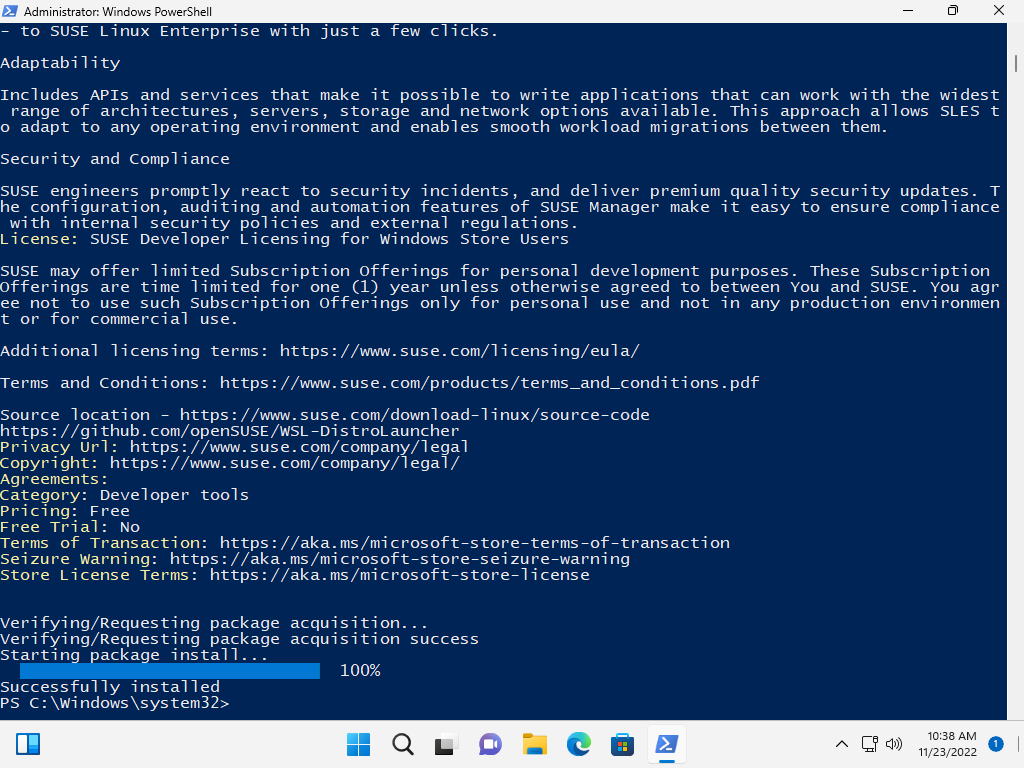 Administrator: Windows PowerShell
- to SUSE Linux Enterprise with just a few clicks.
Adaptability
Includes APIs and services that make it possible to write applications that can work with the widest
range of architectures, servers, storage and network options available. This approach allows SLES t
o adapt to any operating environment and enables smooth workload migrations between them.
Security and Compliance
SUSE engineers promptly react to security incidents, and deliver premium quality security updates. T
he configuration, auditing and automation features of SUSE Manager make it easy to ensure compliance
with internal security policies and external regulations.
License: SUSE Developer Licensing for Windows Store Users
SUSE may offer limited Subscription Offerings for personal development purposes. These Subscription
Offerings are time limited for one (1) year unless otherwise agreed to between You and SUSE. You agr
ee not to use such Subscription Offerings only for personal use and not in any production environmen
t or for commercial use.
Additional licensing terms: https://www.suse.com/licensing/eula/
Terms and Conditions: https://www.suse.com/products/terms_and_conditions.pdf
Source location - https://www.suse.com/download-linux/source-code
https://github.com/openSUSE/WSL-DistroLauncher
Privacy Url: https://www.suse.com/company/legal
Copyright: https://www.suse.com/company/legal/
Agreements:
Category: Developer tools
Pricing: Free
Free Trial: No
Terms of Transaction: https://aka.ms/microsoft-store-terms-of-transaction
Seizure Warning: https://aka.ms/microsoft-store-seizure-warning
Store License Terms: https://aka.ms/microsoft-store-license
Verifying/Requesting package acquisition...
Verifying/Requesting package acquisition success
Starting package install...
100%
Successfully installed
PS C:\Windows\system32>
10:38 AM
11/23/2022
1